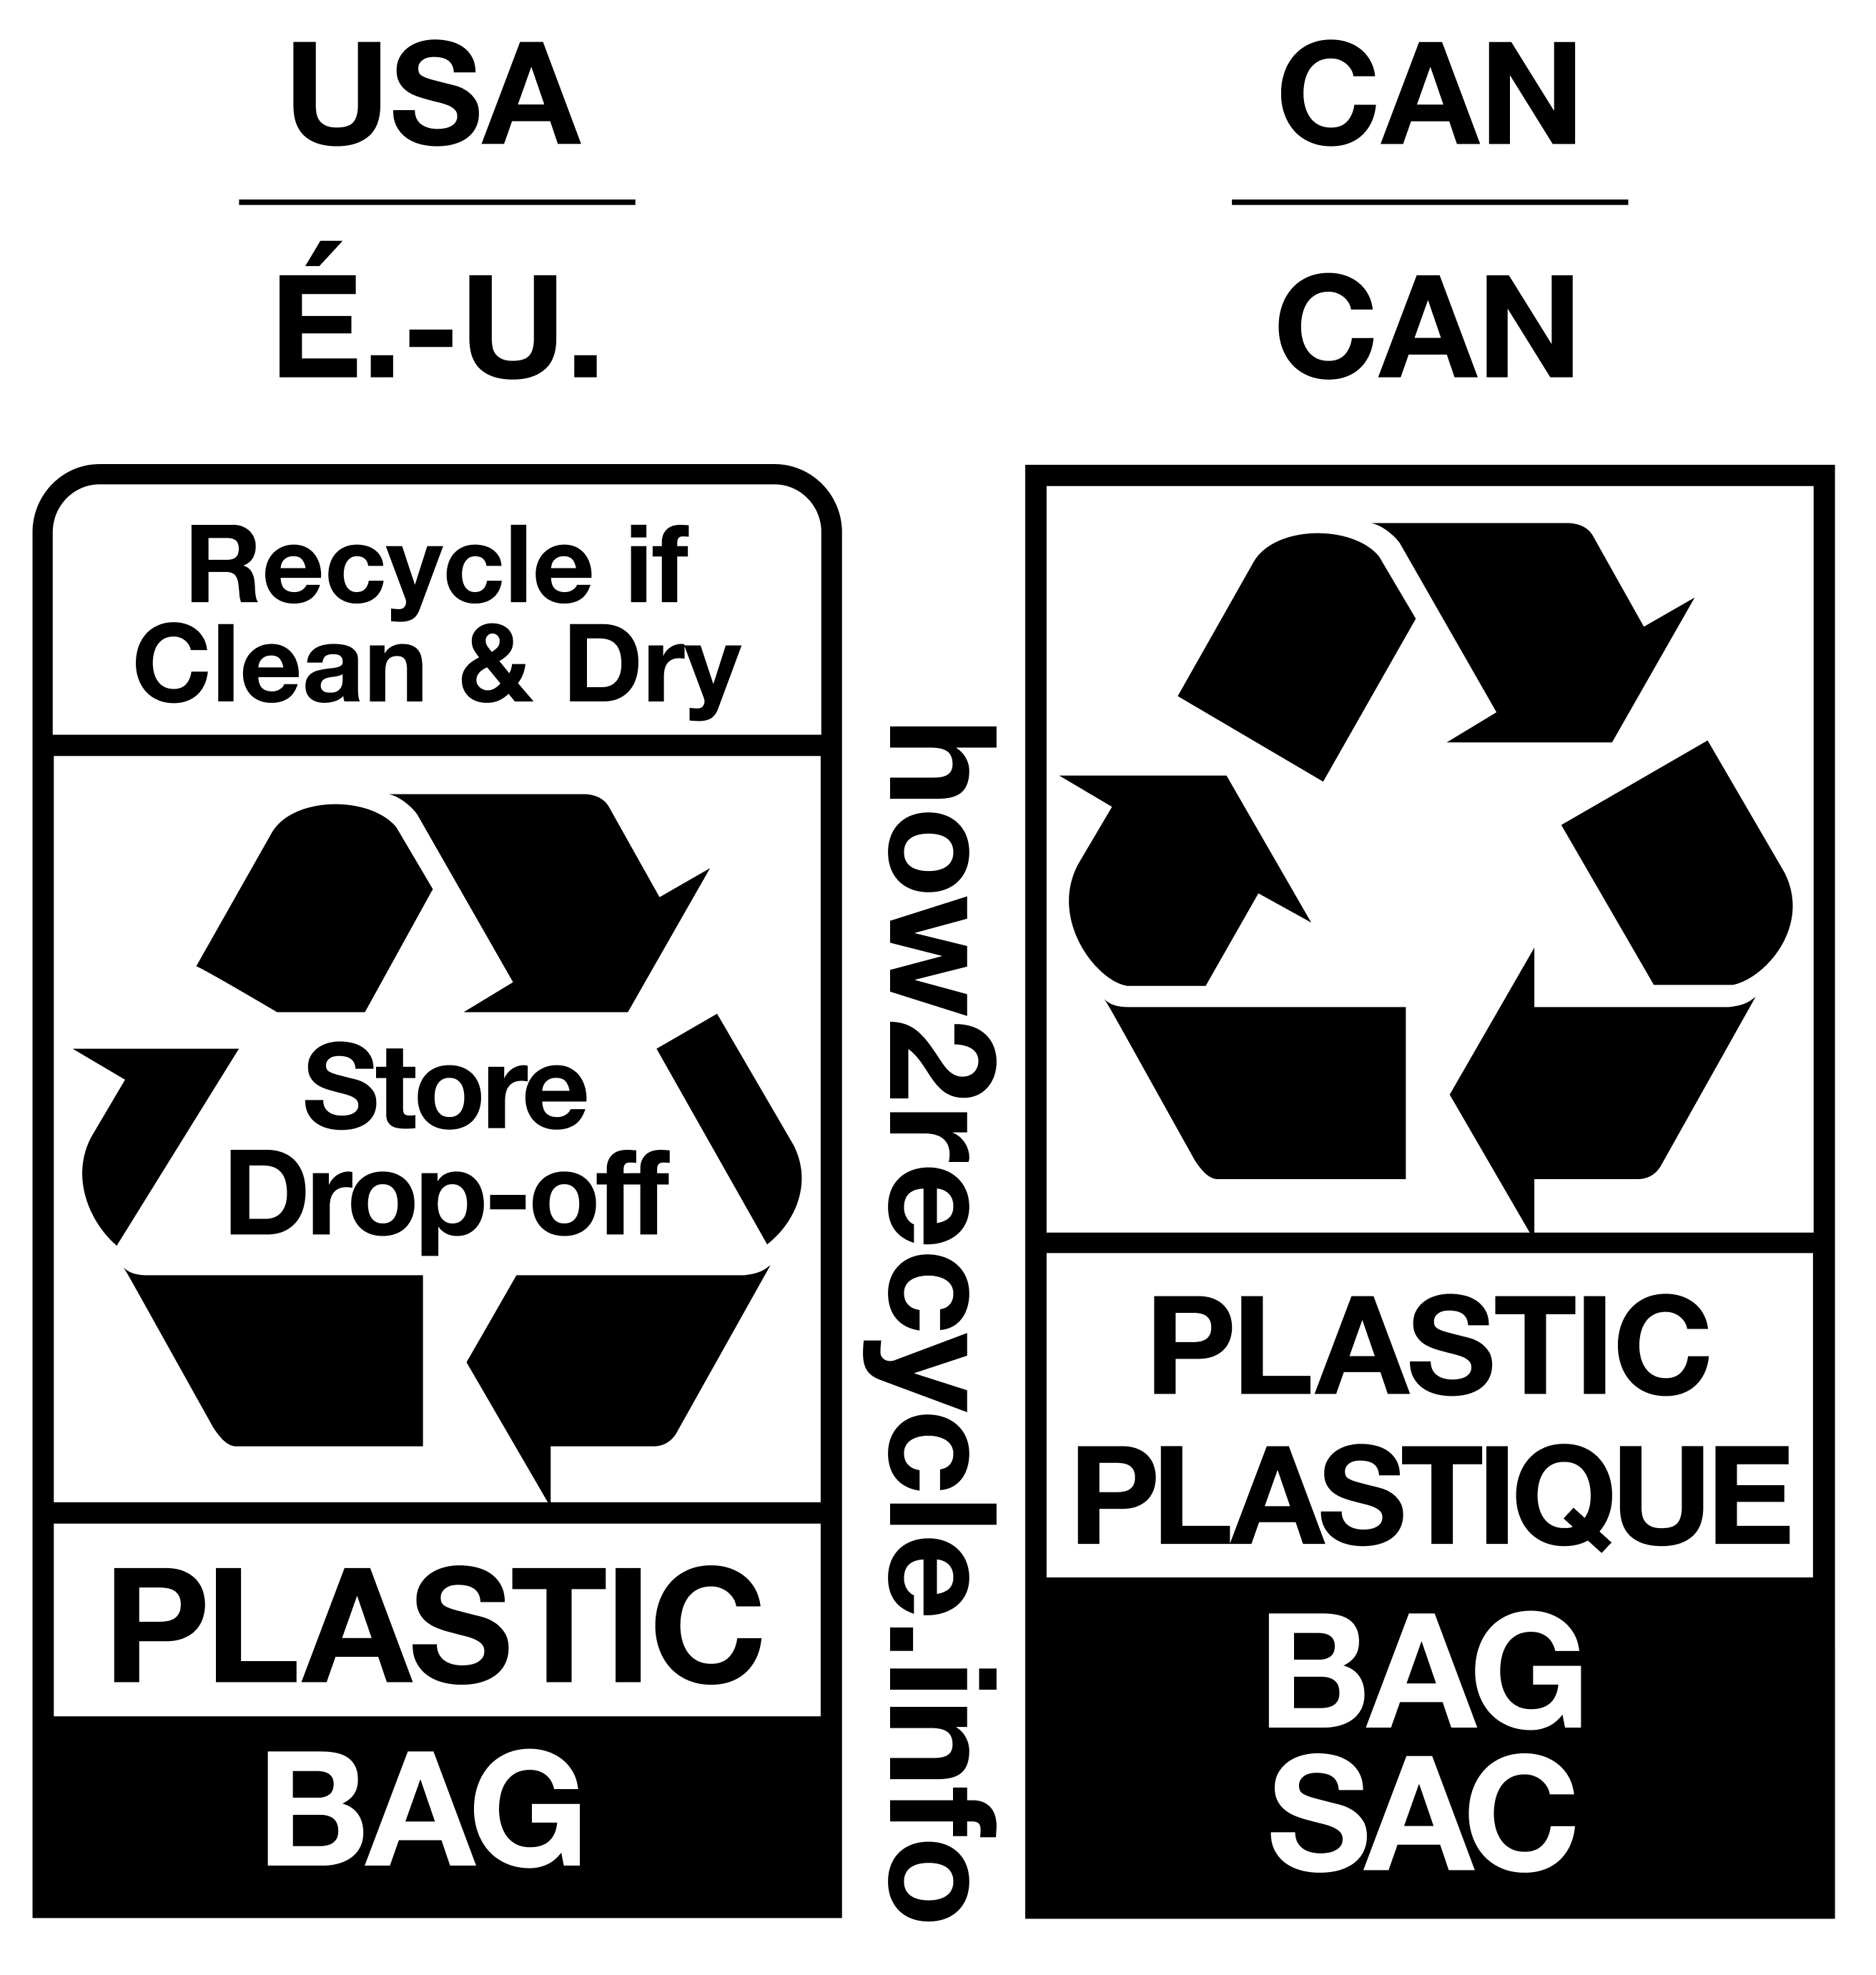 USA
É.-U.
Recycle if
Clean & Dry
Store
Drop-off
PLASTIC
BAG
how2recycle.info
CAN
CAN
PLASTIC
PLASTIQUE
BAG
SAC